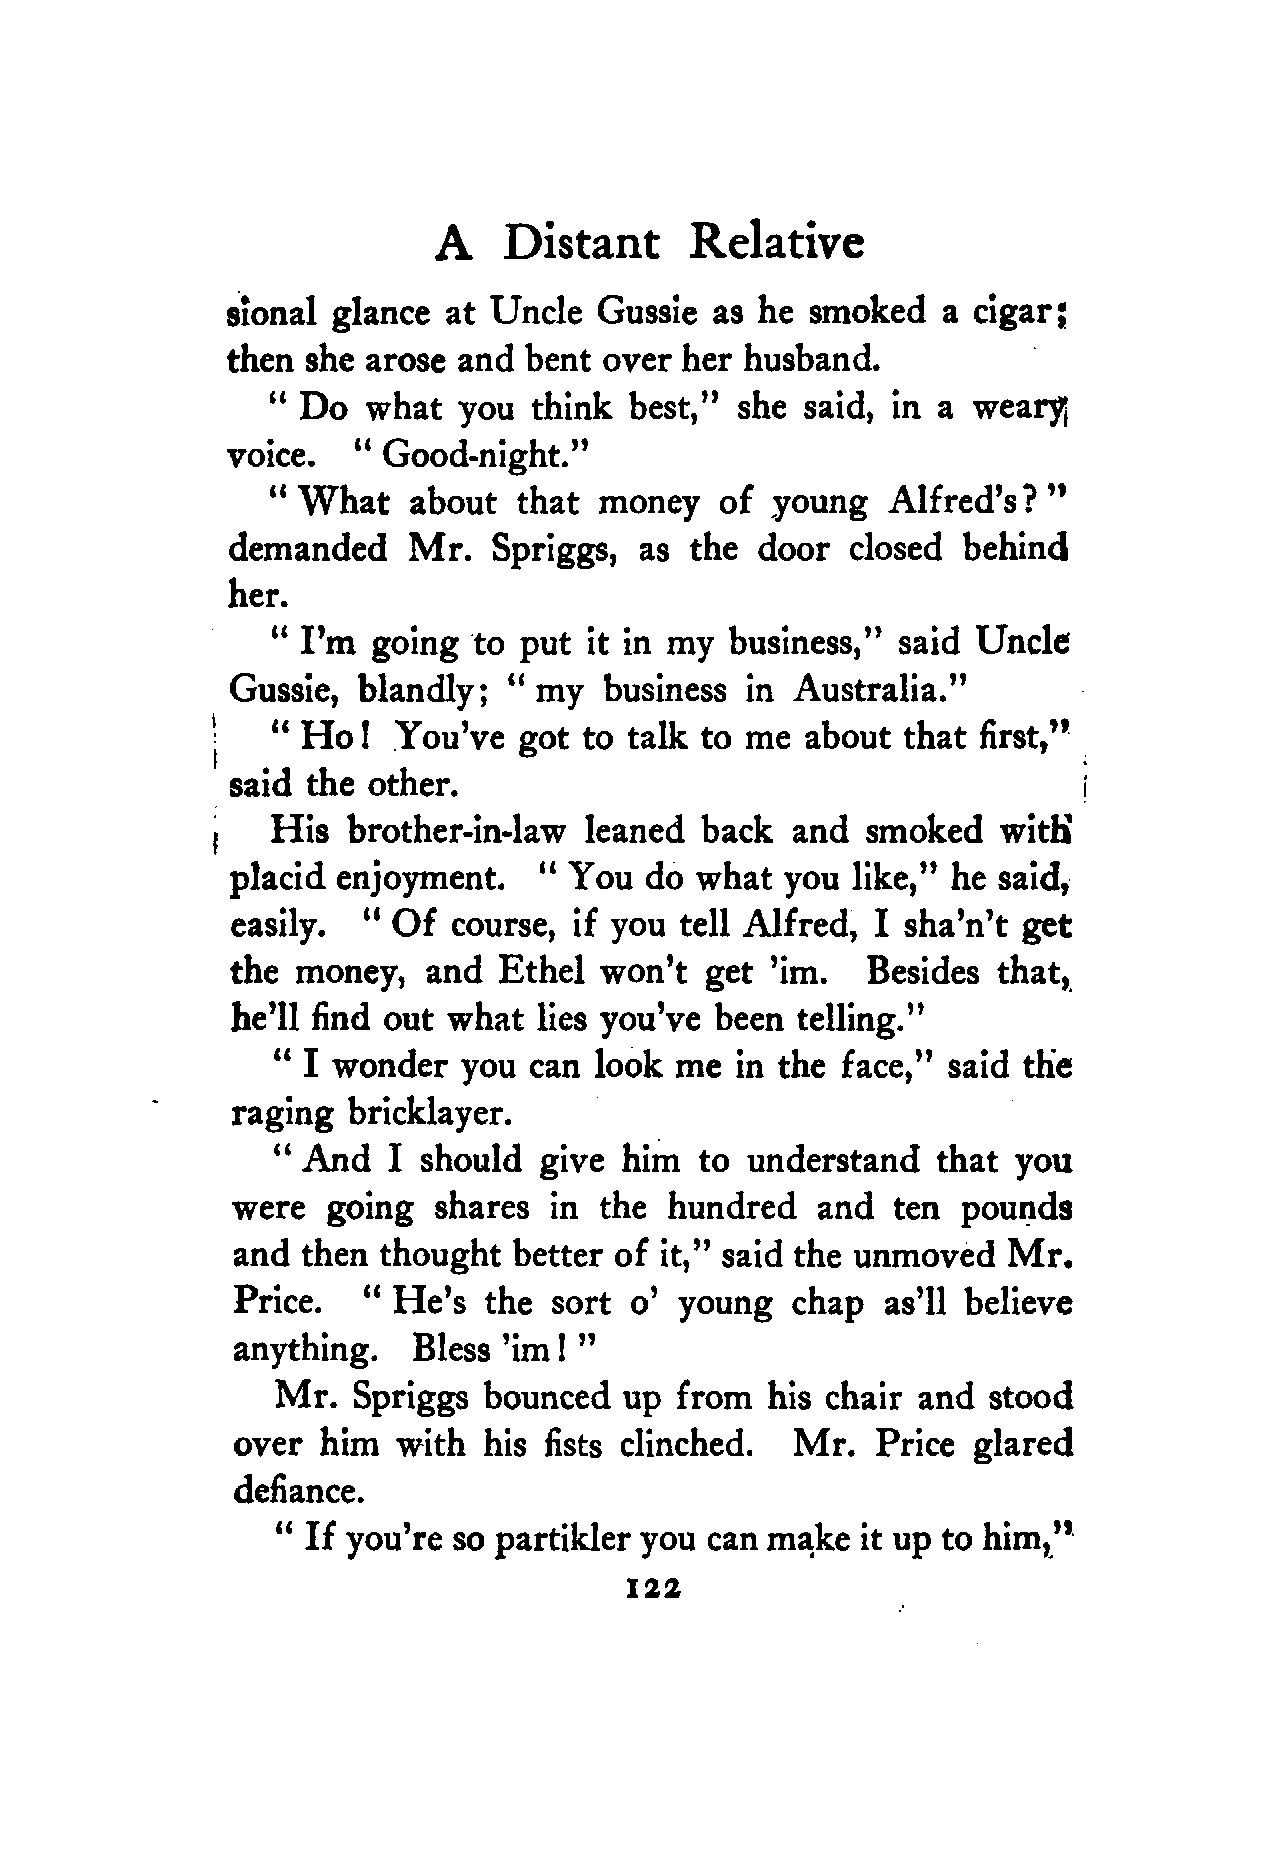 A Distant Relative
sional glance at Uncle Gussie as he smoked a cigar;
then she arose and bent over her husband.
" Do what you think best," she said, in a weary
voice. " Good-night."
" What about that money of young Alfred's? "
demanded Mr. Spriggs, as the door closed behind
her.
" I'm going to put it in my business," said Uncle
Gussie, blandly; " my business in Australia."
" Ho! You've got to talk to me about that first,"
said the other.
His brother-in-law leaned back and smoked with
placid enjoyment. " You do what you like," he said,
easily. " Of course, if you tell Alfred, I sha'n't get
the money, and Ethel won't get 'im. Besides that,
he'll find out what lies you've been telling."
" I wonder you can look me in the face," said the
raging bricklayer.
" And I should give him to understand that you
were going shares in the hundred and ten pounds
and then thought better of it," said the unmoved Mr.
Price. " He's the sort o' young chap as'll believe
anything. Bless 'im! "
Mr. Spriggs bounced up from his chair and stood
over him with his fists clinched. Mr. Price glared
defiance.
" If you're so partikler you can make it up to him,"
122